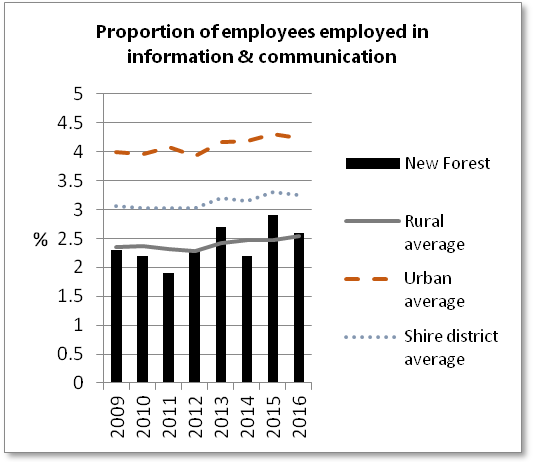 Proportion of employees employed in
information & communication
5
4.5
4
3.5
3
2.5
2
1.5
1
0.5
0
%
2009
2010
2011
2012
2013
2014
2015
2016
New Forest
Rural
average
Urban
average
Shire district
average